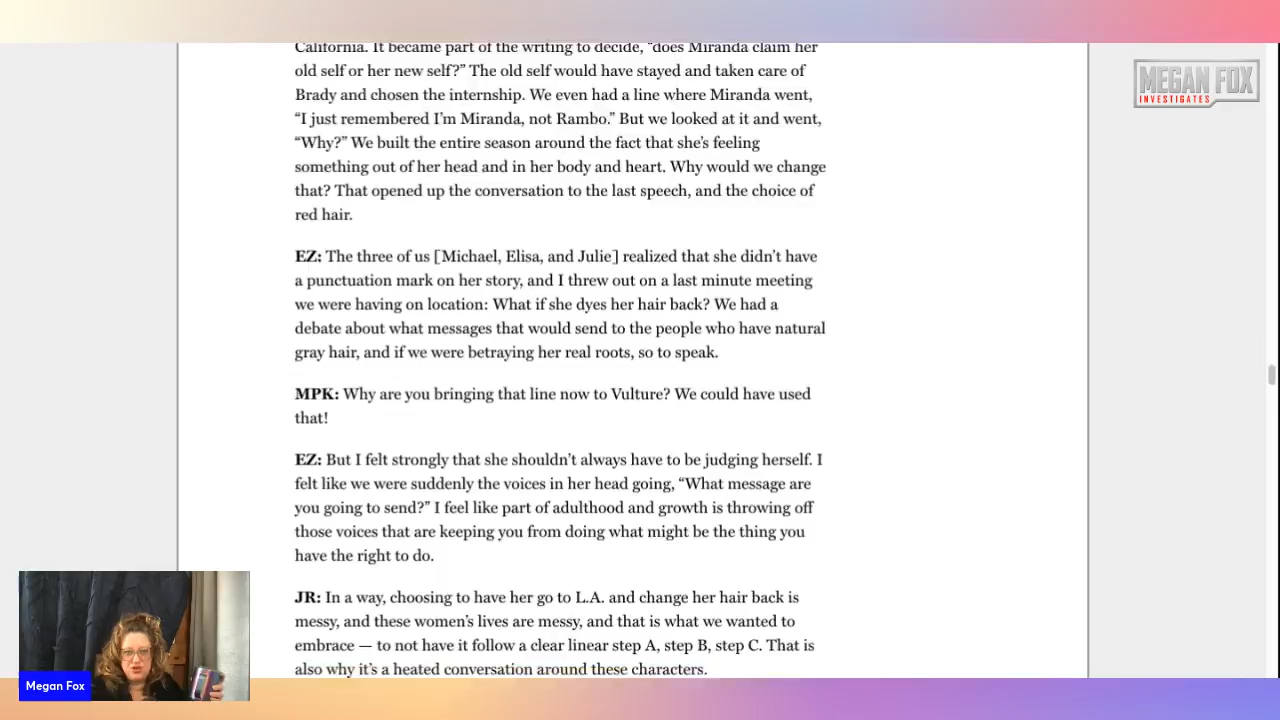 California. It became part of the writing to decide, “does Miranda claim her
old self or her new self?” The old self would have stayed and taken care of
Brady and chosen the internship. We even had a line where Miranda went,
“I just remembered I’m Miranda, not Rambo.” But we looked at it and went,
“Why?” We built the entire season around the fact that she’s feeling
something out of her head and in her body and heart. Why would we change
that? That opened up the conversation to the last speech, and the choice of
red hair.
EZ: The three of us [Michael, Elisa, and Julie] realized that she didn’t have
a punctuation mark on her story, and I threw out on a last minute meeting
we were having on location: What if she dyes her hair back? We had a
debate about what messages that would send to the people who have natural
gray hair, and if we were betraying her real roots, so to speak.
MPK: Why are you bringing that line now to Vulture? We could have used
that!
EZ: But I felt strongly that she shouldn’t always have to be judging herself. I
felt like we were suddenly the voices in her head going, “What message are
you going to send?” I feel like part of adulthood and growth is throwing off
those voices that are keeping you from doing what might be the thing you
have the right to do.
JR: In a way, choosing to have her go to L.A. and change her hair back is
messy, and these women’s lives are messy, and that is what we wanted to
embrace — to not have it follow a clear linear step A, step B, step C. That is
also why it’s a heated conversation around these characters.
MEGAN FOX
INVESTIGATES
Megan Fox